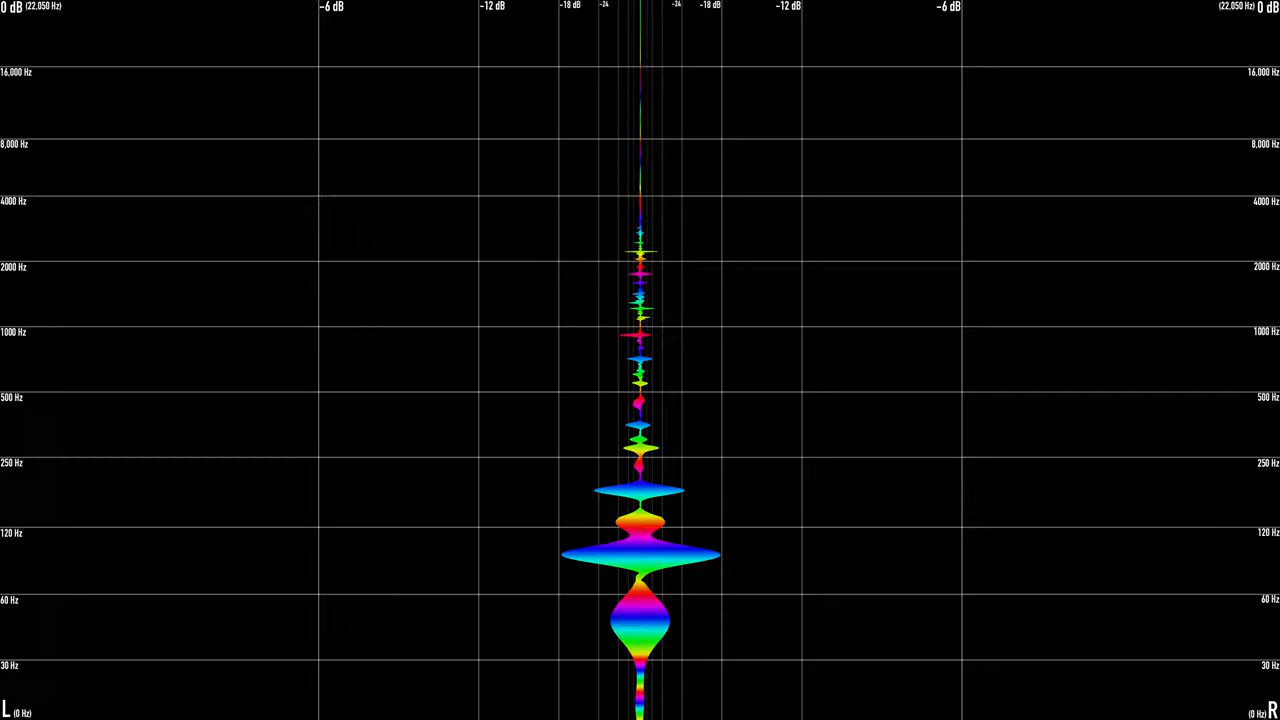 0 dB (22,050 Hz) -6 dB -12 dB -18 dB -24 -24 -18 dB -12 dB -6 dB (22,050 Hz) 0 dB
16,000 Hz 16,000 Hz
8,000 Hz 8,000 Hz
4000 Hz 4000 Hz
2000 Hz 2000 Hz
1000 Hz 1000 Hz
500 Hz 500 Hz
250 Hz 250 Hz
120 Hz 120 Hz
60 Hz 60 Hz
30 Hz 30 Hz
L (0 Hz) (0 Hz) R